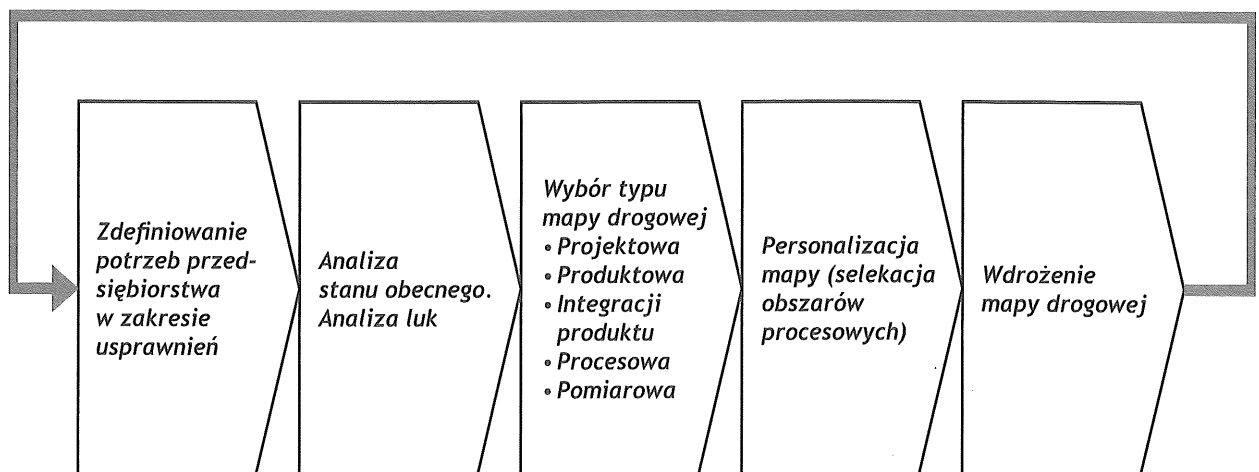 Zdefiniowanie
potrzeb przed-
siębiorstwa
w zakresie
usprawnień
Analiza
stanu obecnego.
Analiza luk
Wybór typu
mapy drogowej
• Projektowa
• Produktowa
• Integracji
produktu
• Procesowa
• Pomiarowa
Personalizacja
mapy (selekacja
obszarów
procesowych)
Wdrożenie
mapy drogowej